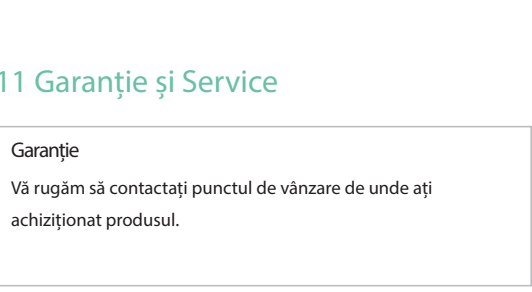 11 Garanție și Service
Garanție
Vă rugăm să contactați punctul de vânzare de unde ați
achiziționat produsul.